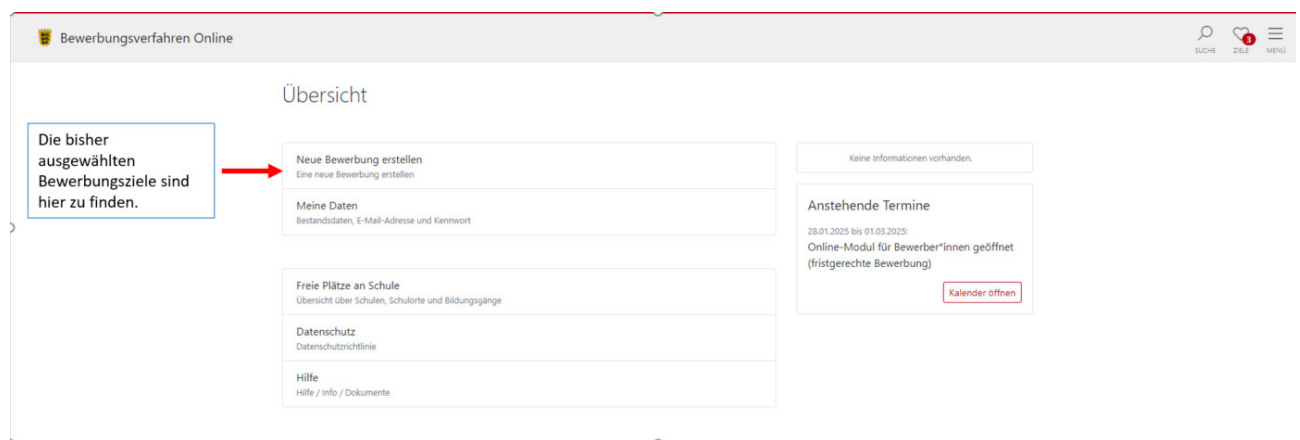 Bewerbungsverfahren Online
SUCHE
3
ZIELE
MENÜ
Übersicht
Die bisher
ausgewählten
Bewerbungsziele sind
hier zu finden.
Neue Bewerbung erstellen
Eine neue Bewerbung erstellen
Meine Daten
Bestandsdaten, E-Mail-Adresse und Kennwort
Freie Plätze an Schule
Übersicht über Schulen, Schulorte und Bildungsgänge
Datenschutz
Datenschutzrichtlinie
Hilfe
Hilfe / Info / Dokumente
Keine Informationen vorhanden.
Anstehende Termine
28.01.2025 bis 01.03.2025:
Online-Modul für Bewerber*innen geöffnet
(fristgerechte Bewerbung)
Kalender öffnen